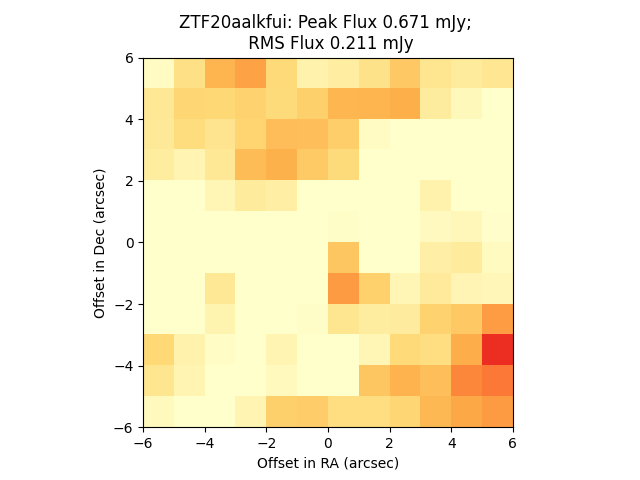 ZTF20aalkfui: Peak Flux 0.671 mJy;
RMS Flux 0.211 mJy
6
4
2
0
−2
−4
−6
Offset in Dec (arcsec)
−6 −4 −2 0 2 4 6
Offset in RA (arcsec)